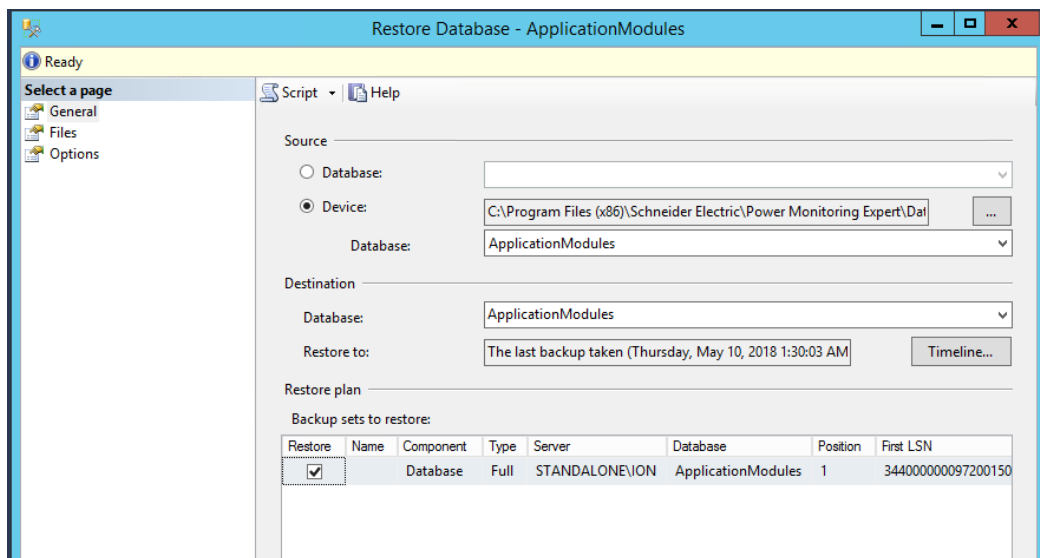 Restore Database - ApplicationModules
Ready
Select a page
General
Files
Options
Script Help
Source
Database:
Device: C:\Program Files (x86)\Schneider Electric\Power Monitoring Expert\Dat ...
Database: ApplicationModules
Destination
Database: ApplicationModules
Restore to: The last backup taken (Thursday, May 10, 2018 1:30:03 AM Timeline...
Restore plan
Backup sets to restore:
Restore Name Component Type Server Database Position First LSN
Database Full STANDALONE\ION ApplicationModules 1 344000000097200150